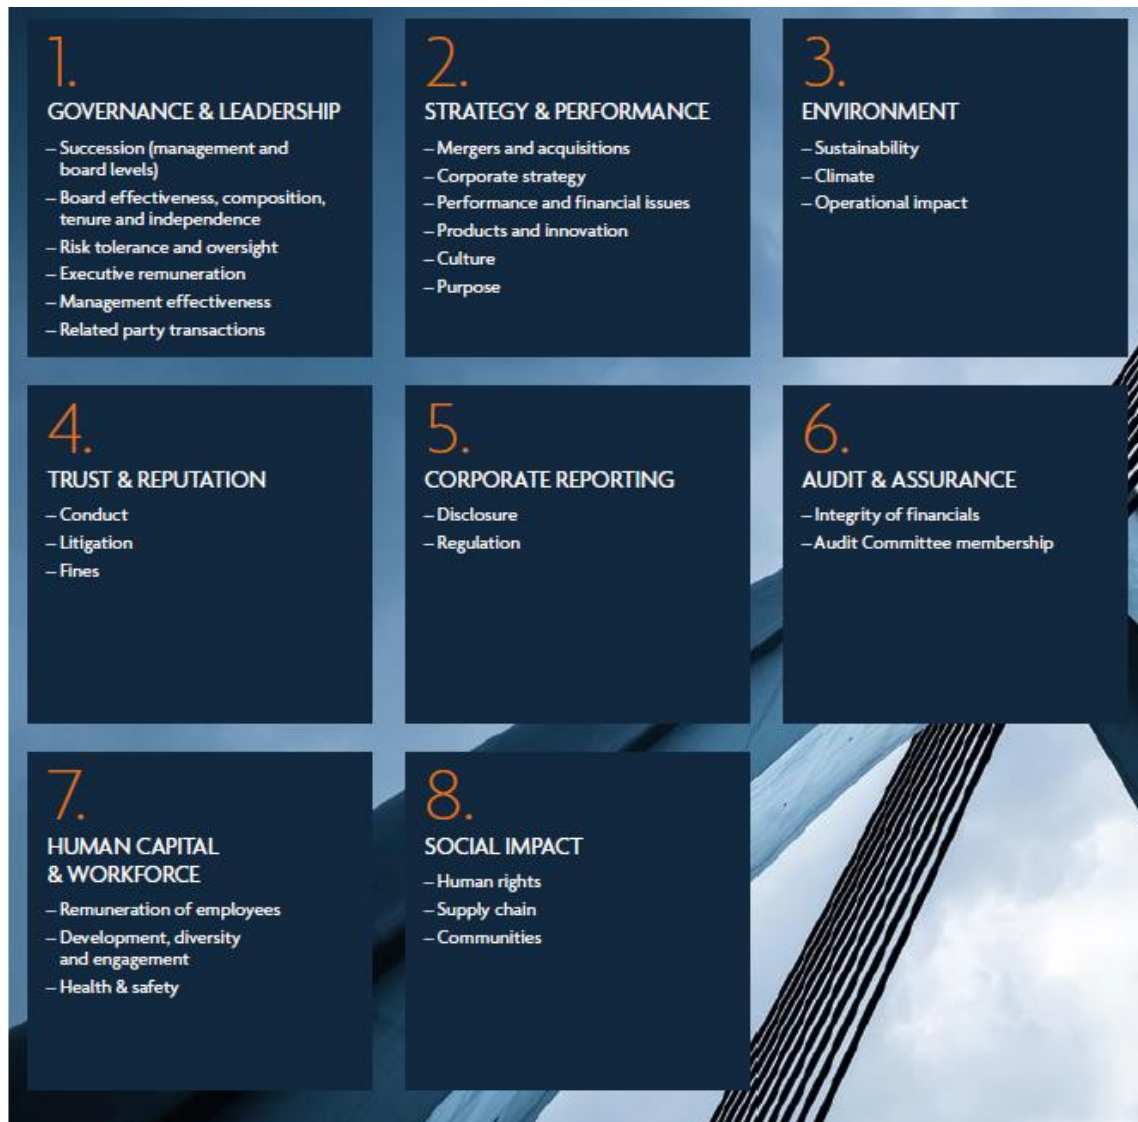 1.
GOVERNANCE & LEADERSHIP
– Succession (management and
board levels)
– Board effectiveness, composition,
tenure and independence
– Risk tolerance and oversight
– Executive remuneration
– Management effectiveness
– Related party transactions
2.
STRATEGY & PERFORMANCE
– Mergers and acquisitions
– Corporate strategy
– Performance and financial issues
– Products and innovation
– Culture
– Purpose
3.
ENVIRONMENT
– Sustainability
– Climate
– Operational impact
4.
TRUST & REPUTATION
– Conduct
– Litigation
– Fines
5.
CORPORATE REPORTING
– Disclosure
– Regulation
6.
AUDIT & ASSURANCE
– Integrity of financials
– Audit Committee membership
7.
HUMAN CAPITAL
& WORKFORCE
– Remuneration of employees
– Development, diversity
and engagement
– Health & safety
8.
SOCIAL IMPACT
– Human rights
– Supply chain
– Communities